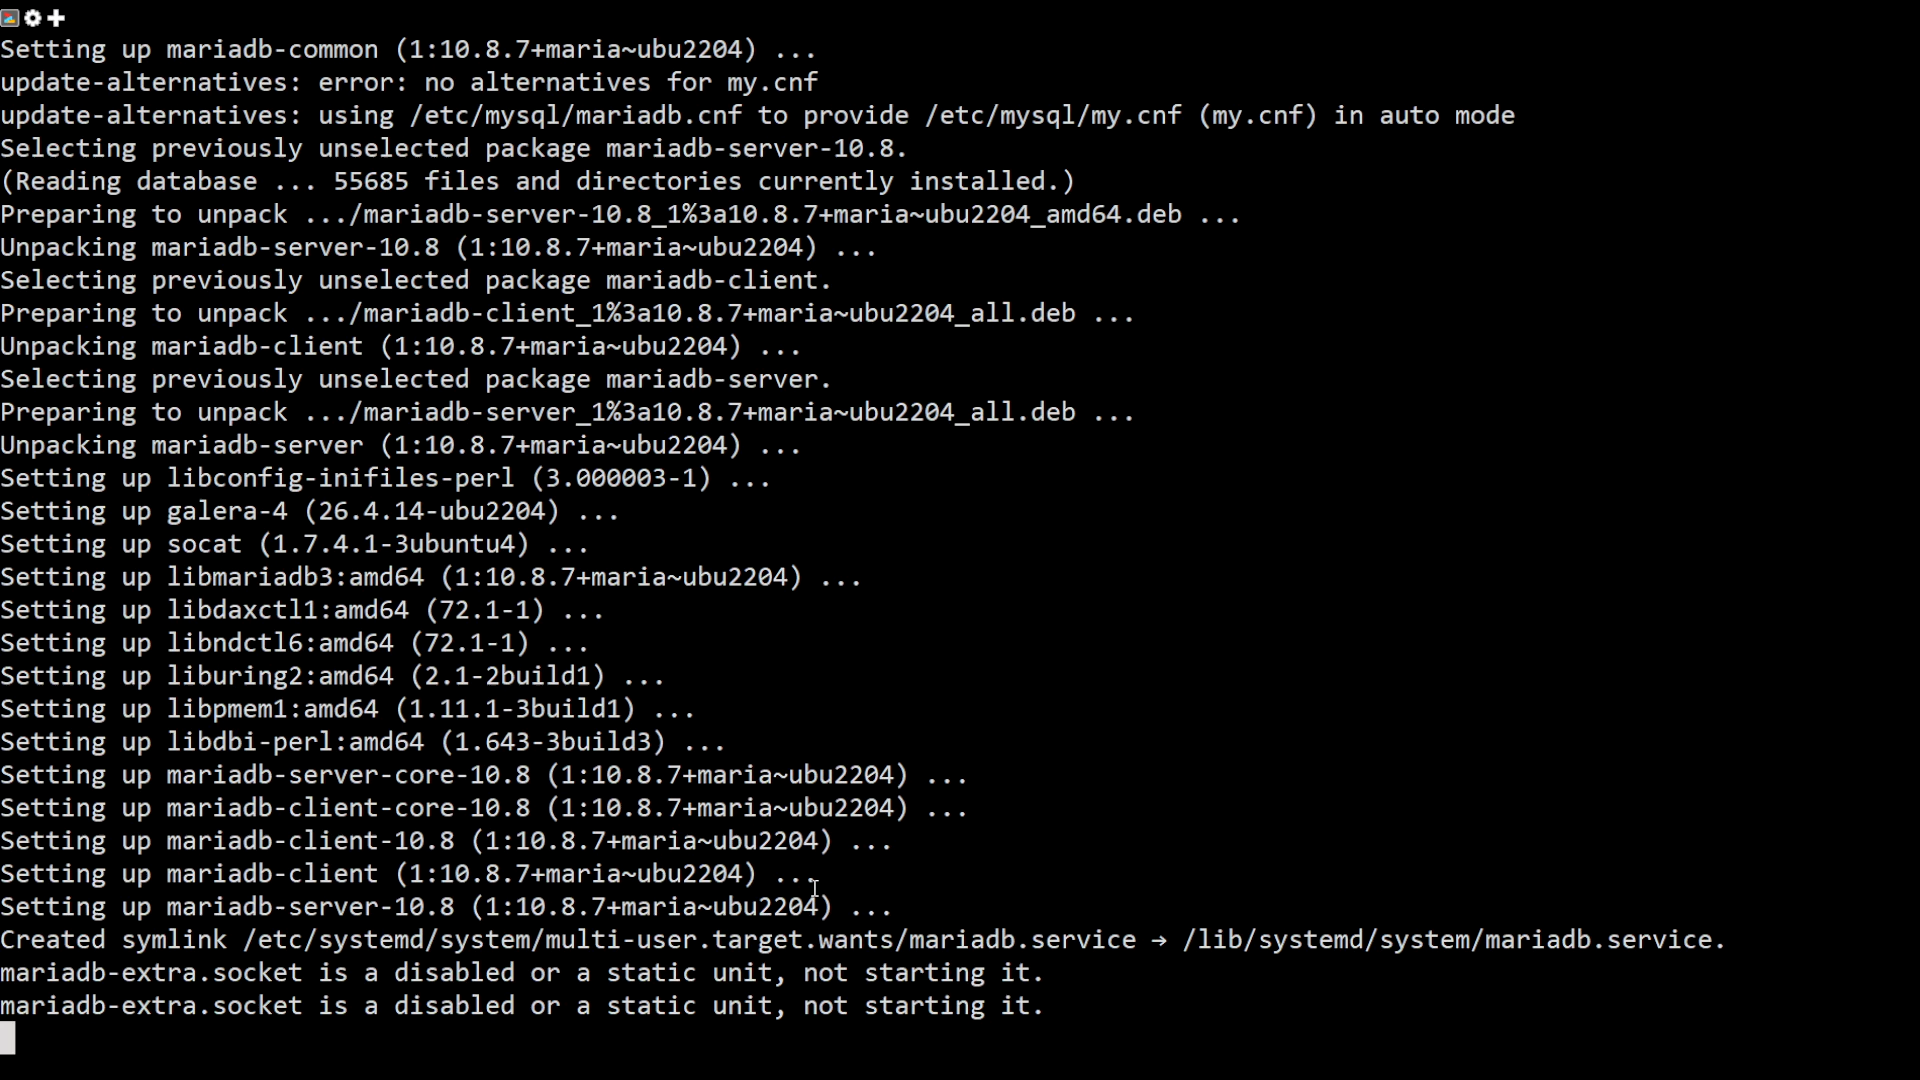 Setting up mariadb-common (1:10.8.7+maria~ubu2204) ...
update-alternatives: error: no alternatives for my.cnf
update-alternatives: using /etc/mysql/mariadb.cnf to provide /etc/mysql/my.cnf (my.cnf) in auto mode
Selecting previously unselected package mariadb-server-10.8.
(Reading database ... 55685 files and directories currently installed.)
Preparing to unpack .../mariadb-server-10.8_1%3a10.8.7+maria~ubu2204_amd64.deb ...
Unpacking mariadb-server-10.8 (1:10.8.7+maria~ubu2204) ...
Selecting previously unselected package mariadb-client.
Preparing to unpack .../mariadb-client_1%3a10.8.7+maria~ubu2204_all.deb ...
Unpacking mariadb-client (1:10.8.7+maria~ubu2204) ...
Selecting previously unselected package mariadb-server.
Preparing to unpack .../mariadb-server_1%3a10.8.7+maria~ubu2204_all.deb ...
Unpacking mariadb-server (1:10.8.7+maria~ubu2204) ...
Setting up libconfig-inifiles-perl (3.000003-1) ...
Setting up galera-4 (26.4.14-ubu2204) ...
Setting up socat (1.7.4.1-3ubuntu4) ...
Setting up libmariadb3:amd64 (1:10.8.7+maria~ubu2204) ...
Setting up libdaxctl1:amd64 (72.1-1) ...
Setting up libndctl6:amd64 (72.1-1) ...
Setting up liburing2:amd64 (2.1-2build1) ...
Setting up libpmem1:amd64 (1.11.1-3build1) ...
Setting up libdbi-perl:amd64 (1.643-3build3) ...
Setting up mariadb-server-core-10.8 (1:10.8.7+maria~ubu2204) ...
Setting up mariadb-client-core-10.8 (1:10.8.7+maria~ubu2204) ...
Setting up mariadb-client-10.8 (1:10.8.7+maria~ubu2204) ...
Setting up mariadb-client (1:10.8.7+maria~ubu2204) ...
Setting up mariadb-server-10.8 (1:10.8.7+maria~ubu2204) ...
Created symlink /etc/systemd/system/multi-user.target.wants/mariadb.service → /lib/systemd/system/mariadb.service.
mariadb-extra.socket is a disabled or a static unit, not starting it.
mariadb-extra.socket is a disabled or a static unit, not starting it.